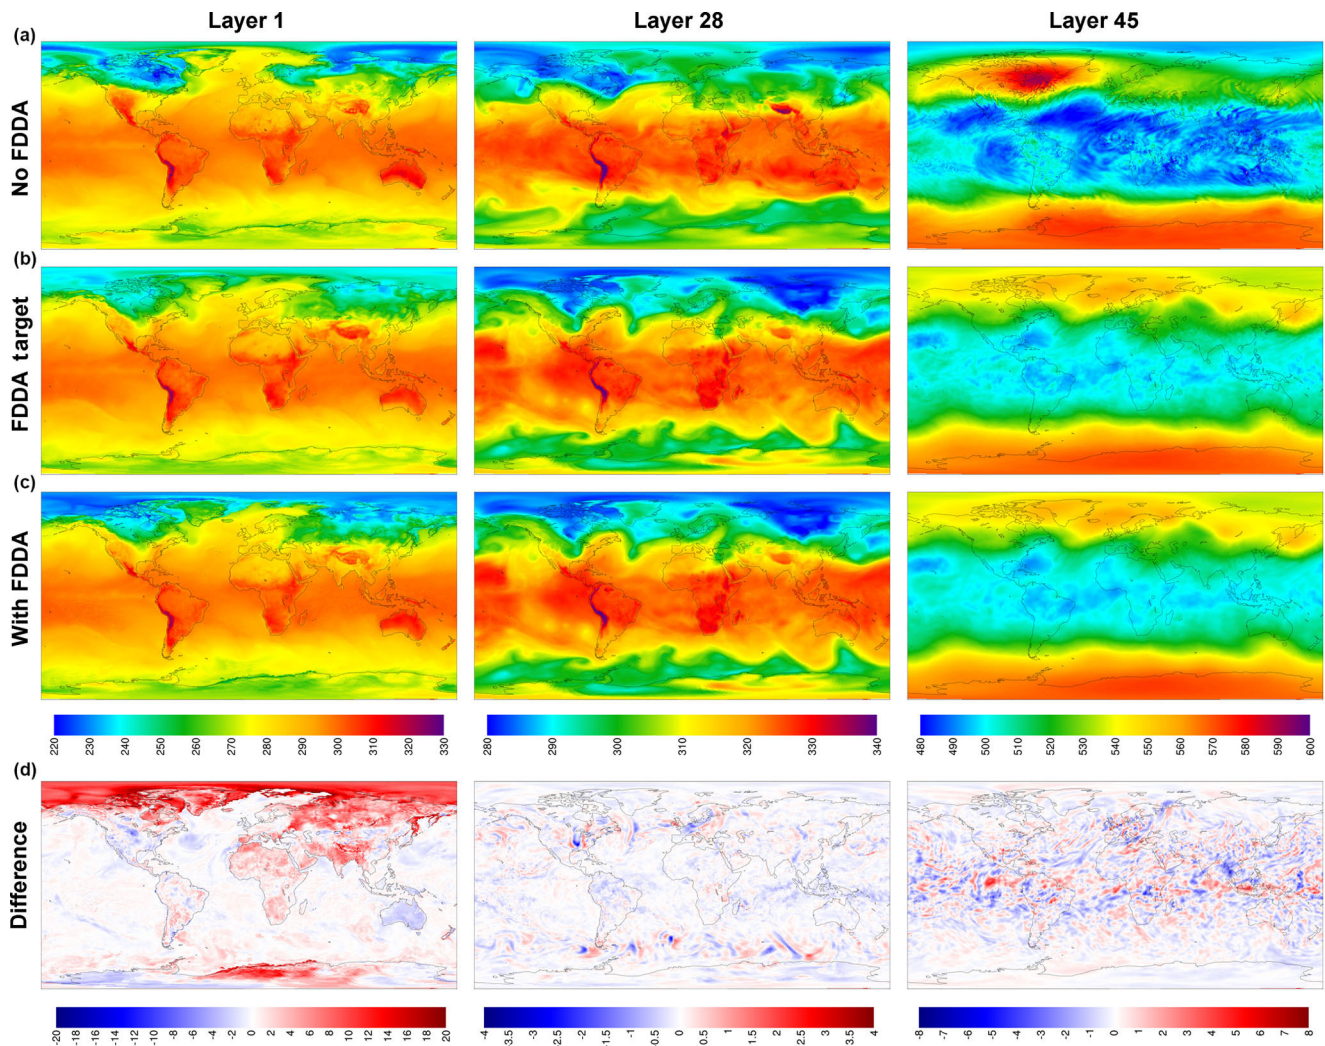 Layer 1 Layer 28 Layer 45
(a)
No FDDA
(b)
FDDA target
(c)
With FDDA
220 230 240 250 260 270 280 290 300 310 320 330
280 290 300 310 320 330 340
480 490 500 510 520 530 540 550 560 570 580 590 600
(d)
Difference
-20 -18 -16 -14 -12 -10 -8 -6 -4 -2 0 2 4 6 8 10 12 14 16 18 20
-4 -3.5 -3 -2.5 -2 -1.5 -1 -0.5 0 0.5 1 1.5 2 2.5 3 3.5 4
-8 -7 -6 -5 -4 -3 -2 -1 0 1 2 3 4 5 6 7 8